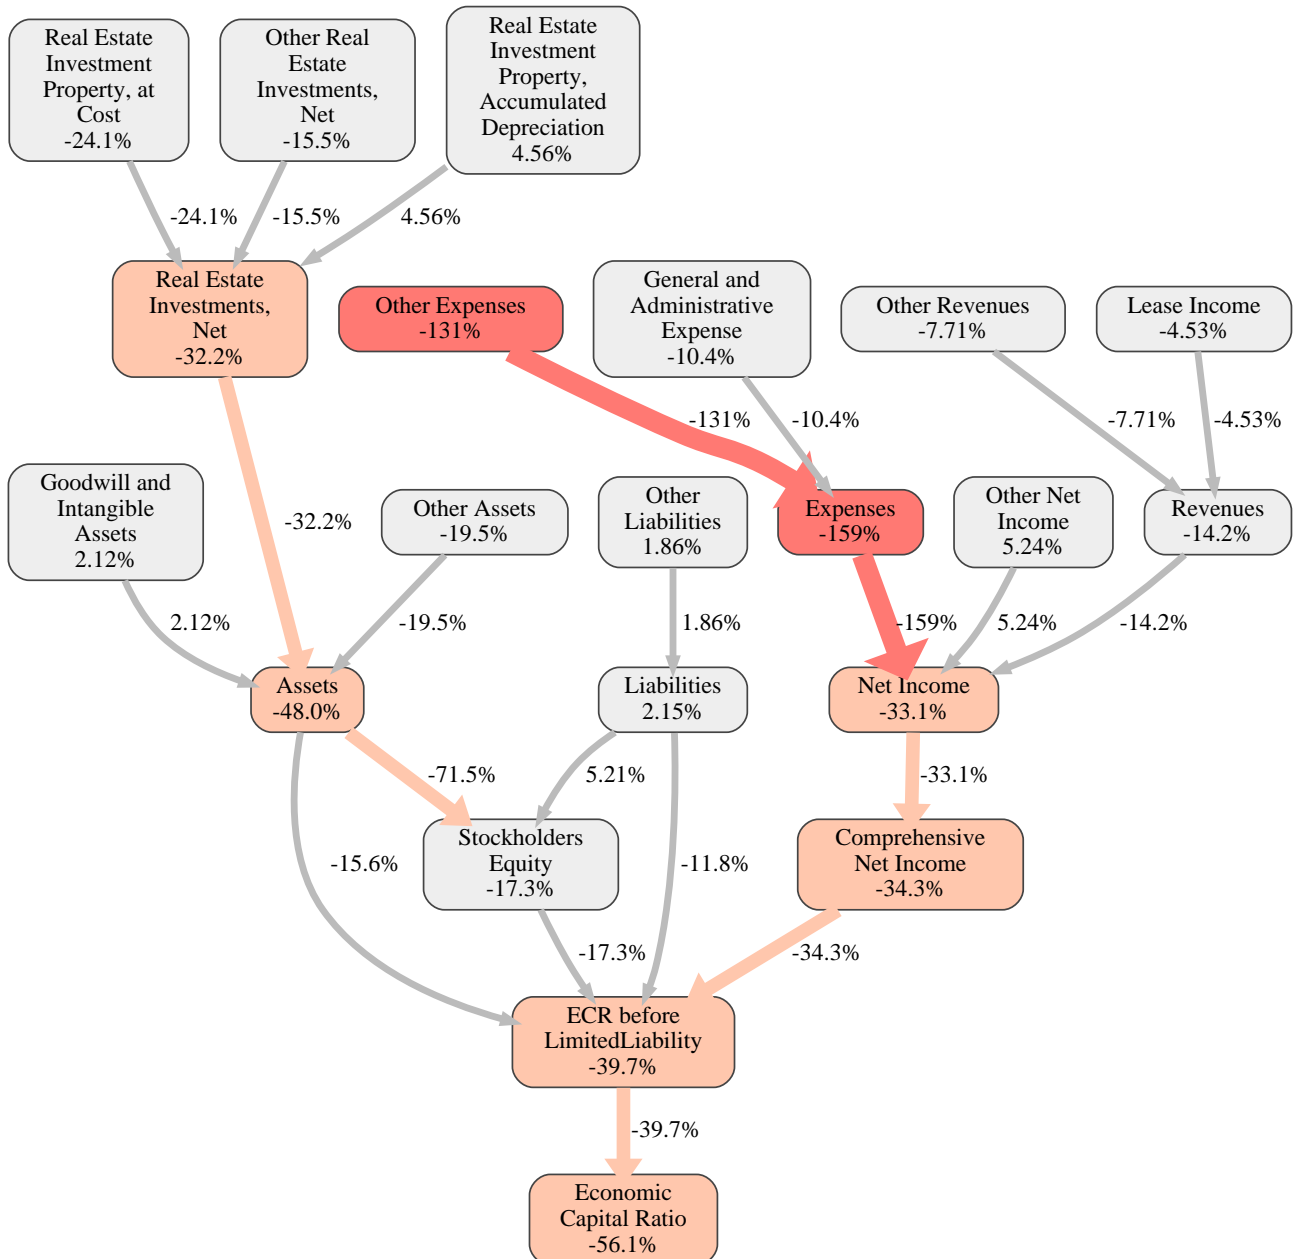 Real Estate
Investment
Property, at
Cost
-24.1%
Other Real
Estate
Investments,
Net
-15.5%
Real Estate
Investment
Property,
Accumulated
Depreciation
4.56%
-24.1%
-15.5%
4.56%
Real Estate
Investments,
Net
-32.2%
Other Expenses
-131%
General and
Administrative
Expense
-10.4%
Other Revenues
-7.71%
Lease Income
-4.53%
-131%
-10.4%
-7.71%
-4.53%
Goodwill and
Intangible
Assets
2.12%
-32.2%
Other Assets
-19.5%
Other
Liabilities
1.86%
Expenses
-159%
Other Net
Income
5.24%
Revenues
-14.2%
2.12%
-19.5%
1.86%
-159%
5.24%
-14.2%
Assets
-48.0%
Liabilities
2.15%
Net Income
-33.1%
-71.5%
5.21%
-33.1%
-15.6%
Stockholders
Equity
-17.3%
-11.8%
Comprehensive
Net Income
-34.3%
-17.3%
-34.3%
ECR before
LimitedLiability
-39.7%
-39.7%
Economic
Capital Ratio
-56.1%